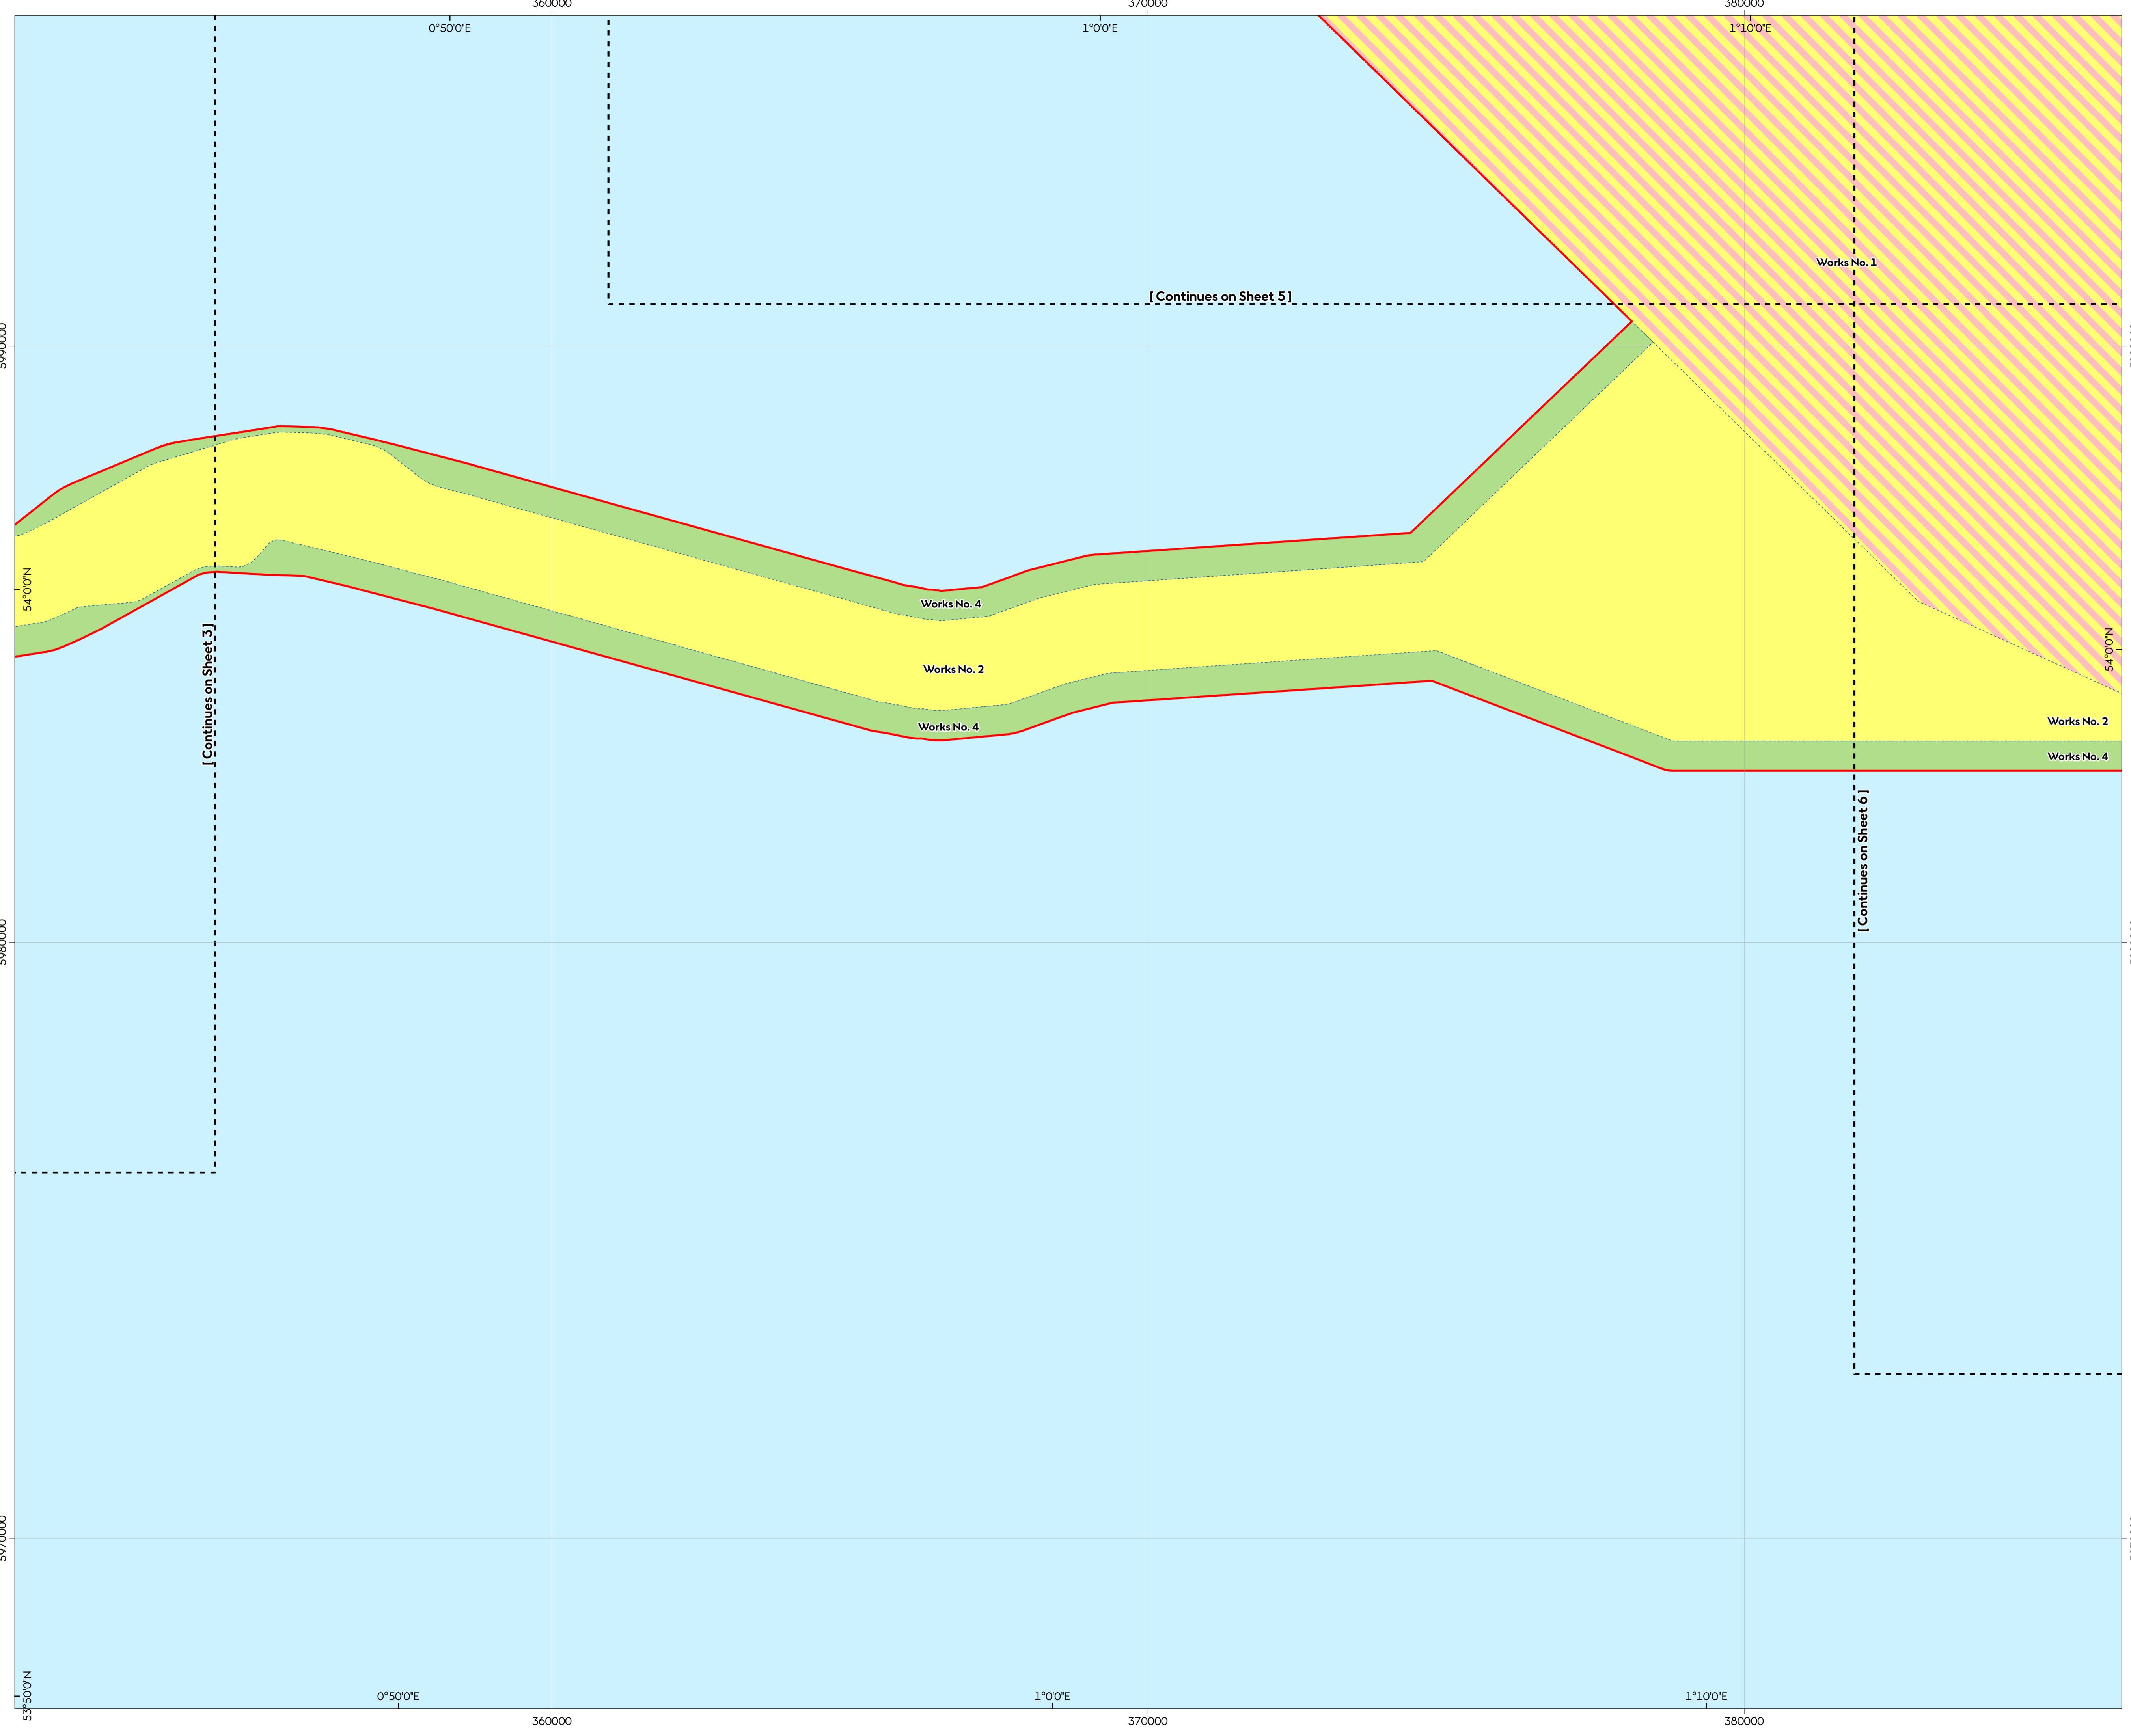 360000
370000
380000
0°50'0"E
1°0'0"E
1°10'0"E
Works No. 1
[ Continues on Sheet 5 ]
5990000
54°0'0"N
Works No. 4
[ Continues on Sheet 3 ]
54°0'0"N
Works No. 2
Works No. 2
Works No. 4
Works No. 4
[ Continues on Sheet 6 ]
5980000
5970000
53°50'0"N
0°50'0"E
1°0'0"E
1°10'0"E
360000
370000
380000